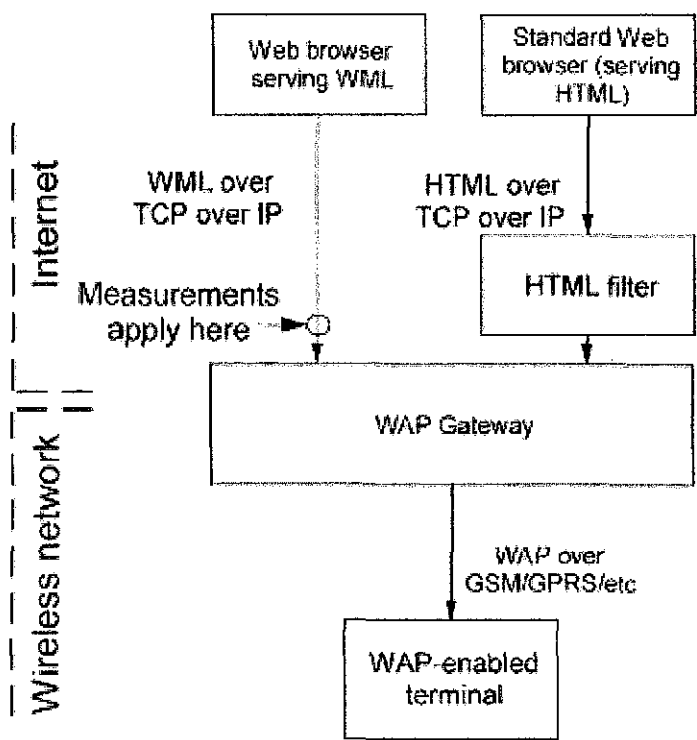 Web browser
serving WML
Standard Web
browser (serving
HTML)
WML over
TCP over IP
HTML over
TCP over IP
Internet
HTML filter
Measurements
apply here
WAP Gateway
Wireless network
WAP over
GSM/GPRS/etc
WAP-enabled
terminal